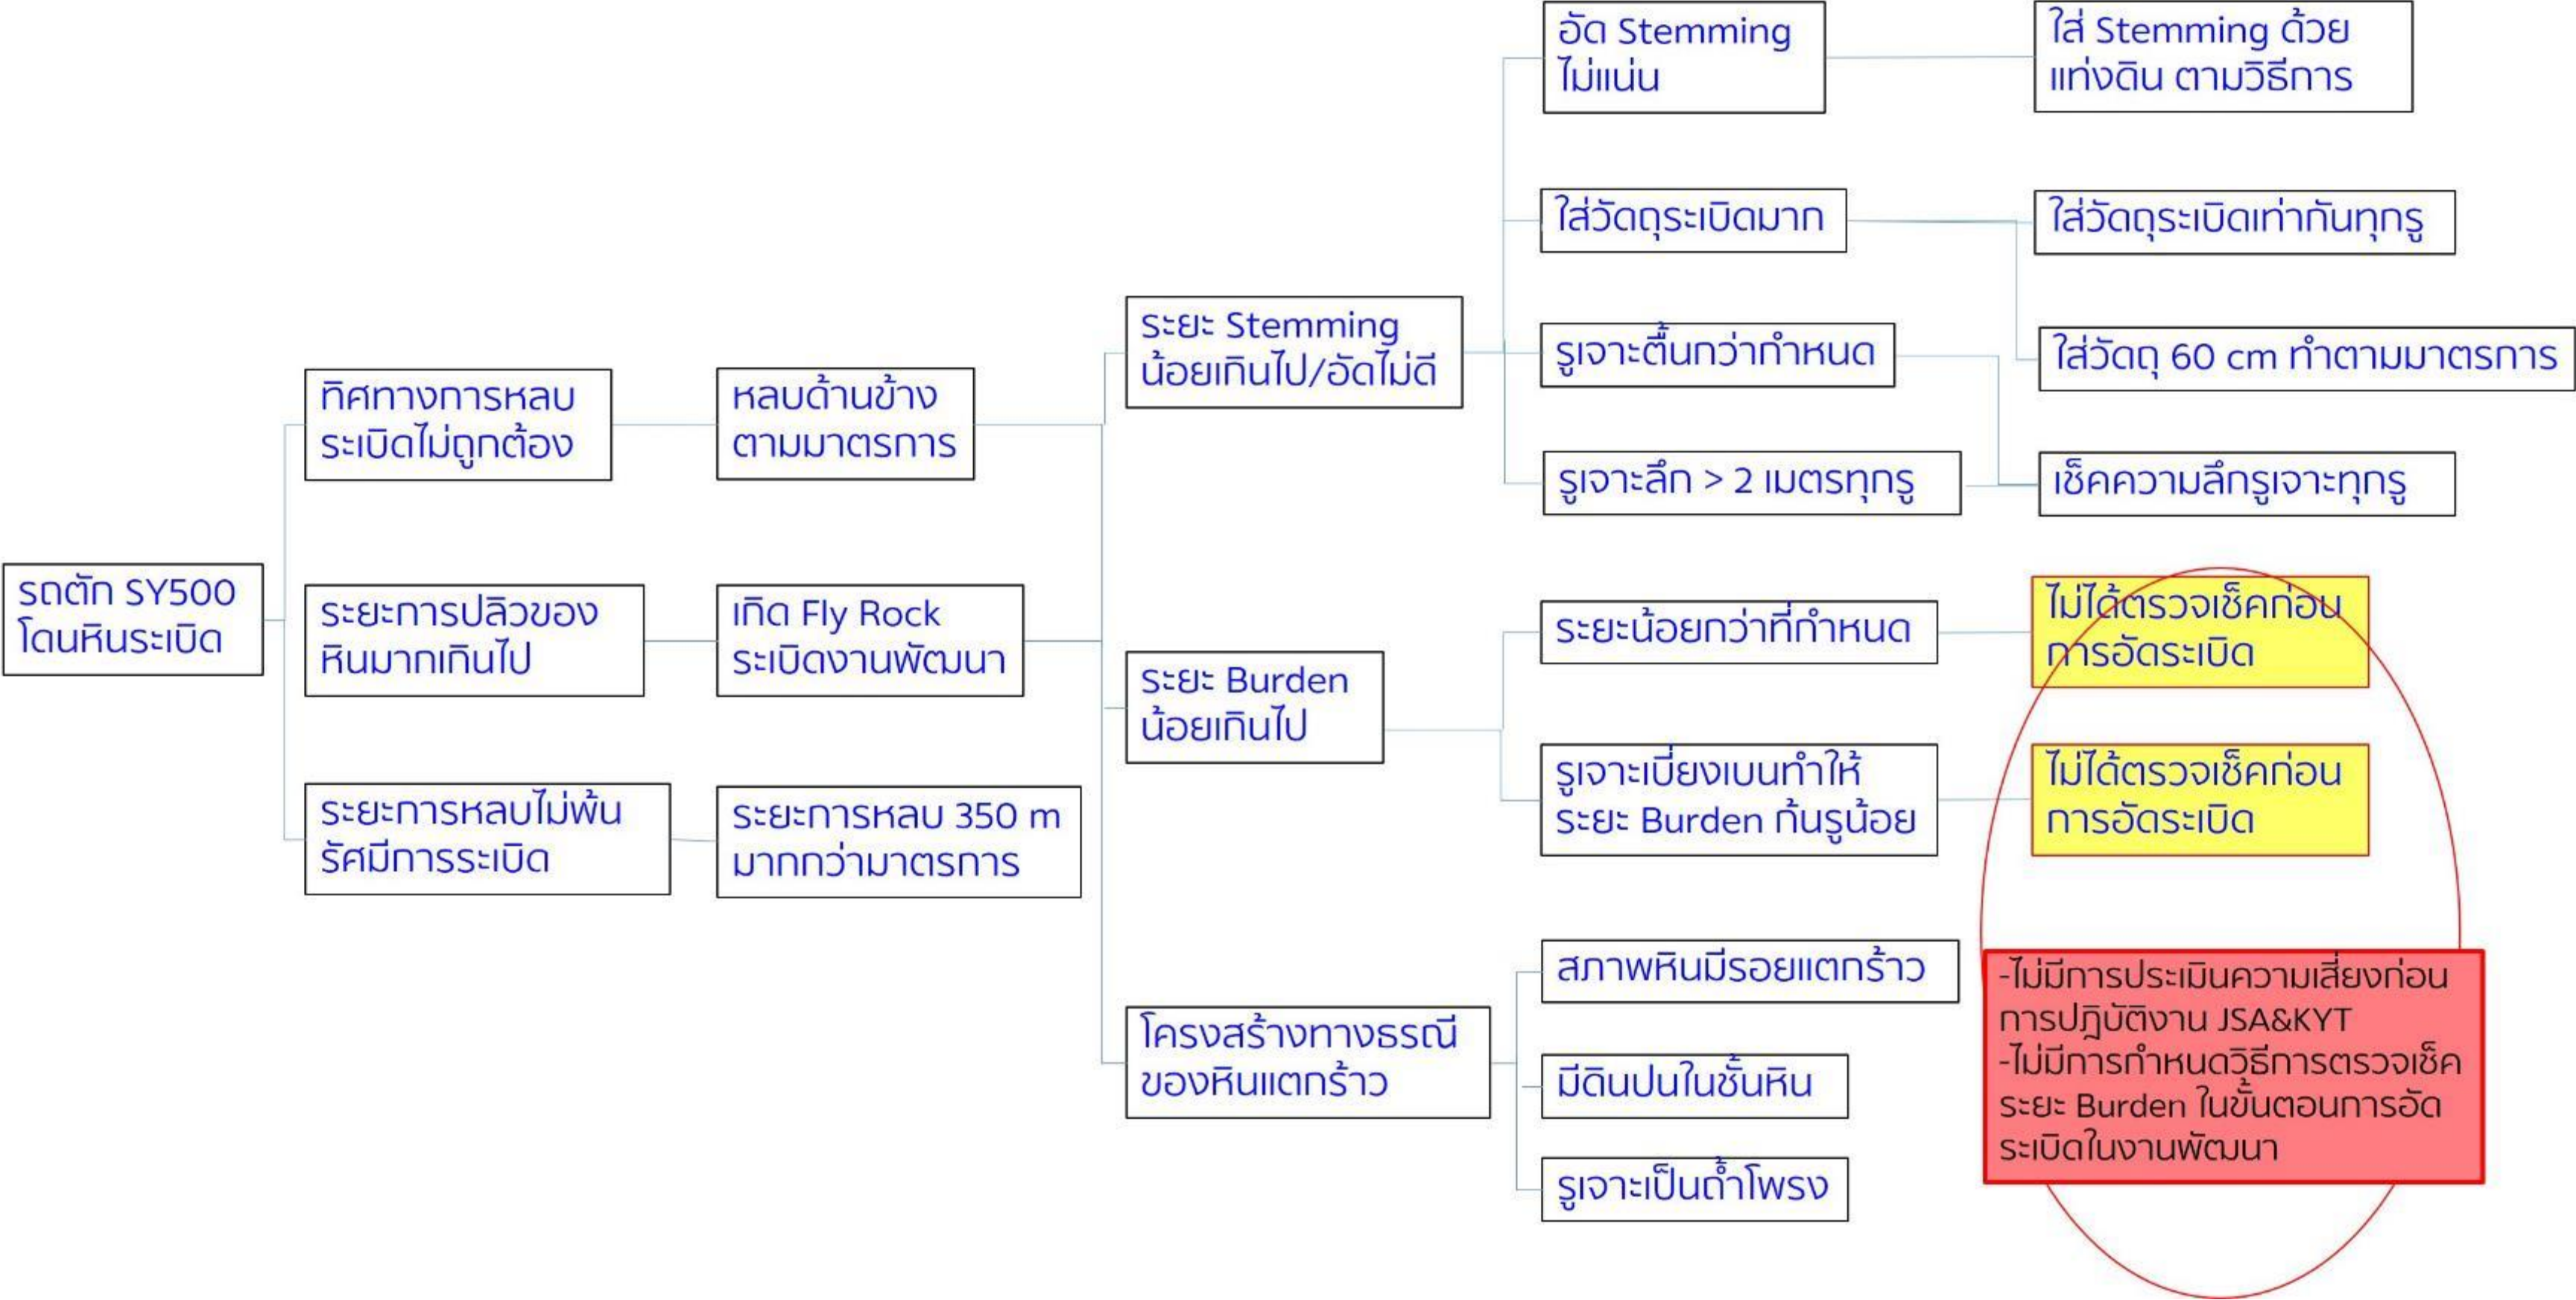 รถตัก SY500
โดนหินระเบิด
ทิศทางการหลบ
ระเบิดไม่ถูกต้อง
หลบด้านข้าง
ตามมาตรการ
ระยะการปลิวของ
หินมากเกินไป
เกิด Fly Rock
ระเบิดงานพัฒนา
ระยะการหลบไม่พ้น
รัศมีการระเบิด
ระยะการหลบ 350 m
มากกว่ามาตรการ
ระยะ Stemming
น้อยเกินไป/อัดไม่ดี
อัด Stemming
ไม่แน่น
ใส่ Stemming ด้วย
แท่งดิน ตามวิธีการ
ใส่วัตถุระเบิดมาก
ใส่วัตถุระเบิดเท่ากันทุกรู
ใส่วัตถุ 60 cm ทำตามมาตรการ
รูเจาะตื้นกว่ากำหนด
รูเจาะลึก > 2 เมตรทุกรู
เช็คความลึกรูเจาะทุกรู
ระยะ Burden
น้อยเกินไป
ระยะน้อยกว่าที่กำหนด
ไม่ได้ตรวจเช็คก่อน
การอัดระเบิด
รูเจาะเบี่ยงเบนทำให้
ระยะ Burden ก้นรูน้อย
ไม่ได้ตรวจเช็คก่อน
การอัดระเบิด
โครงสร้างทางธรณี
ของหินแตกร้าว
สภาพหินมีรอยแตกร้าว
มีดินปนในชั้นหิน
รูเจาะเป็นถ้ำโพรง
-ไม่มีการประเมินความเสี่ยงก่อน
การปฎิบัติงาน JSA&KYT
-ไม่มีการกำหนดวิธีการตรวจเช็ค
ระยะ Burden ในขั้นตอนการอัด
ระเบิดในงานพัฒนา